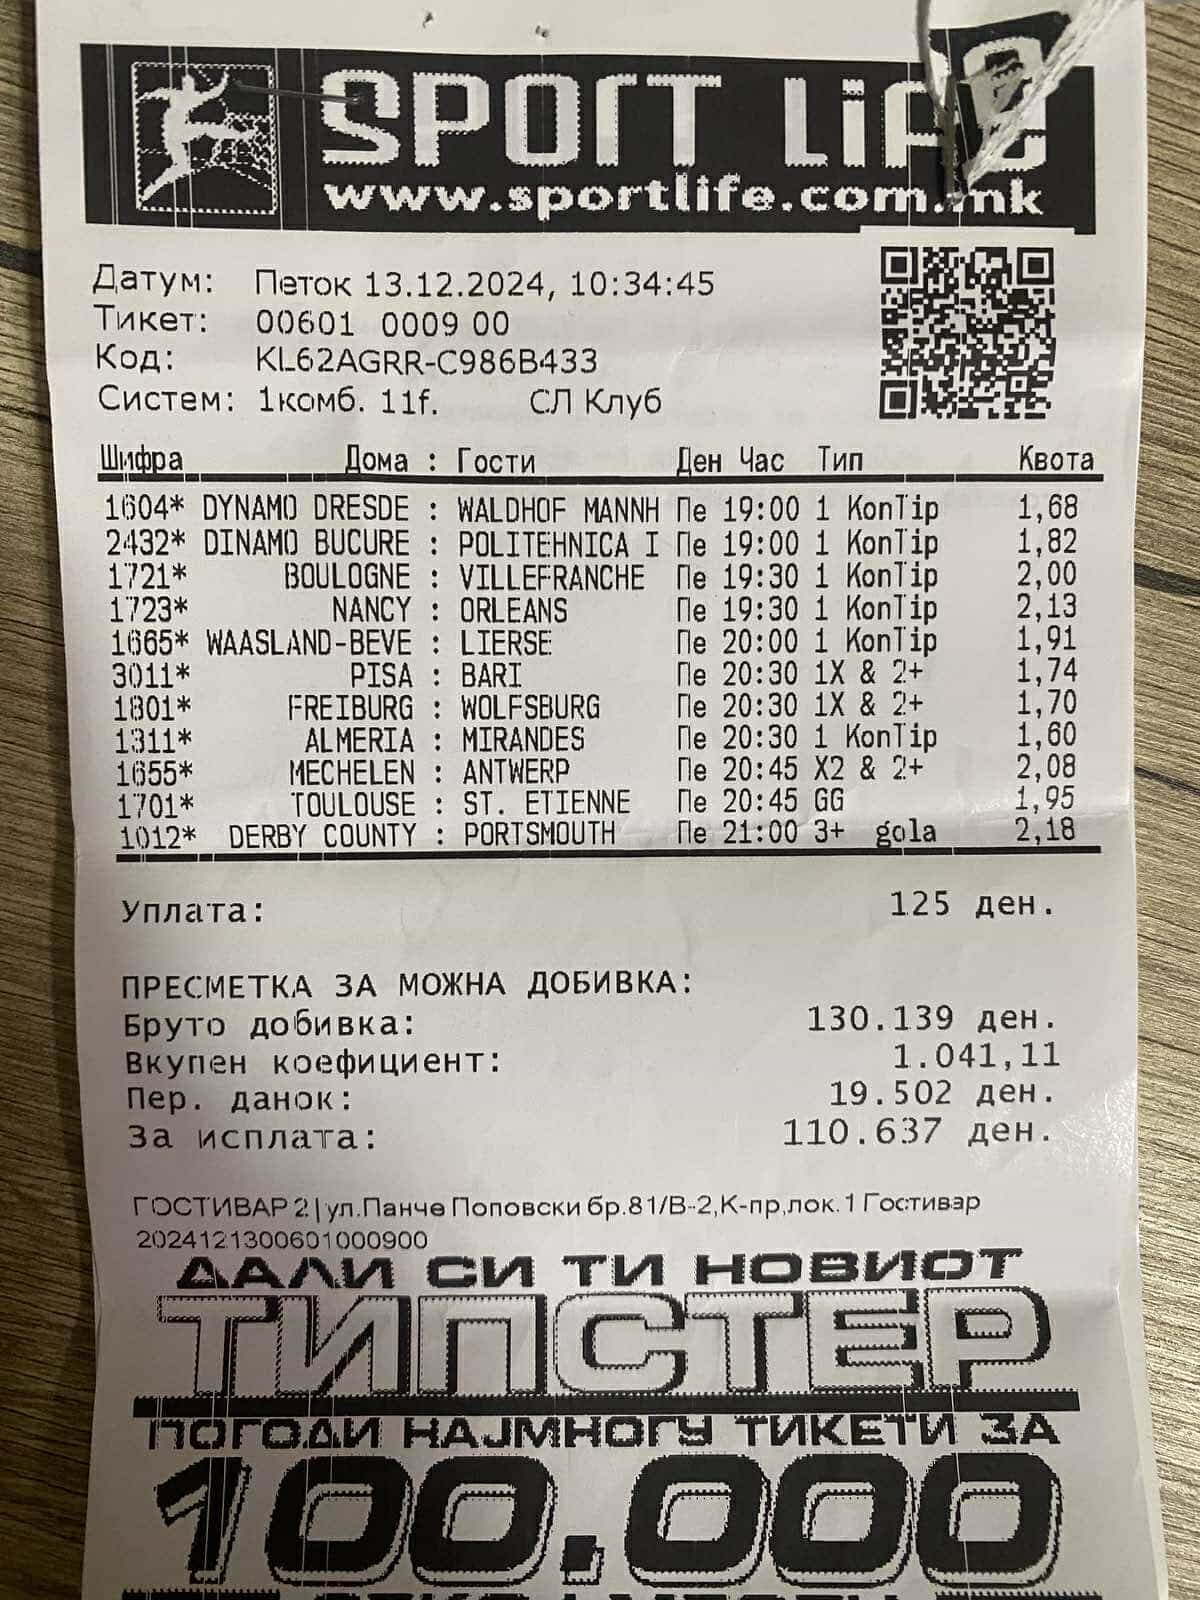 SPORT LiFE
www.sportlife.com.mk
Датум: Петок 13.12.2024, 10:34:45
Тикет: 00601 0009 00
Код: KL62AGRR-C986B433
Систем: 1комб. 11f. СЛ Клуб
Шифра Дома : Гости Ден Час Тип Квота
1604* DYNAMO DRESDE : WALDHOF MANNH Пе 19:00 1 KonTip 1,68
2432* DINAMO BUCURE : POLITEHNICA I Пе 19:00 1 KonTip 1,82
1721* BOULOGNE : VILLEFRANCHE Пе 19:30 1 KonTip 2,00
1723* NANCY : ORLEANS Пе 19:30 1 KonTip 2,13
1665* WAASLAND-BEVE : LIERSE Пе 20:00 1 KonTip 1,91
3011* PISA : BARI Пе 20:30 1X & 2+ 1,74
1801* FREIBURG : WOLFSBURG Пе 20:30 1X & 2+ 1,70
1311* ALMERIA : MIRANDES Пе 20:30 1 KonTip 1,60
1655* MECHELEN : ANTWERP Пе 20:45 X2 & 2+ 2,08
1701* TOULOUSE : ST. ETIENNE Пе 20:45 GG 1,95
1012* DERBY COUNTY : PORTSMOUTH Пе 21:00 3+ gola 2,18
Уплата: 125 ден.
ПРЕСМЕТКА ЗА МОЖНА ДОБИВКА:
Бруто добивка: 130.139 ден.
Вкупен коефициент: 1.041,11
Пер. данок: 19.502 ден.
За исплата: 110.637 ден.
ГОСТИВАР 2|ул.Панче Поповски бр.81/В-2,К-пр,лок.1 Гостивар
2024121300601000900
ДАЛИ СИ ТИ НОВИОТ
ТИПСТЕР
ПОГОДИ НАЈМНОГУ ТИКЕТИ ЗА
100.000